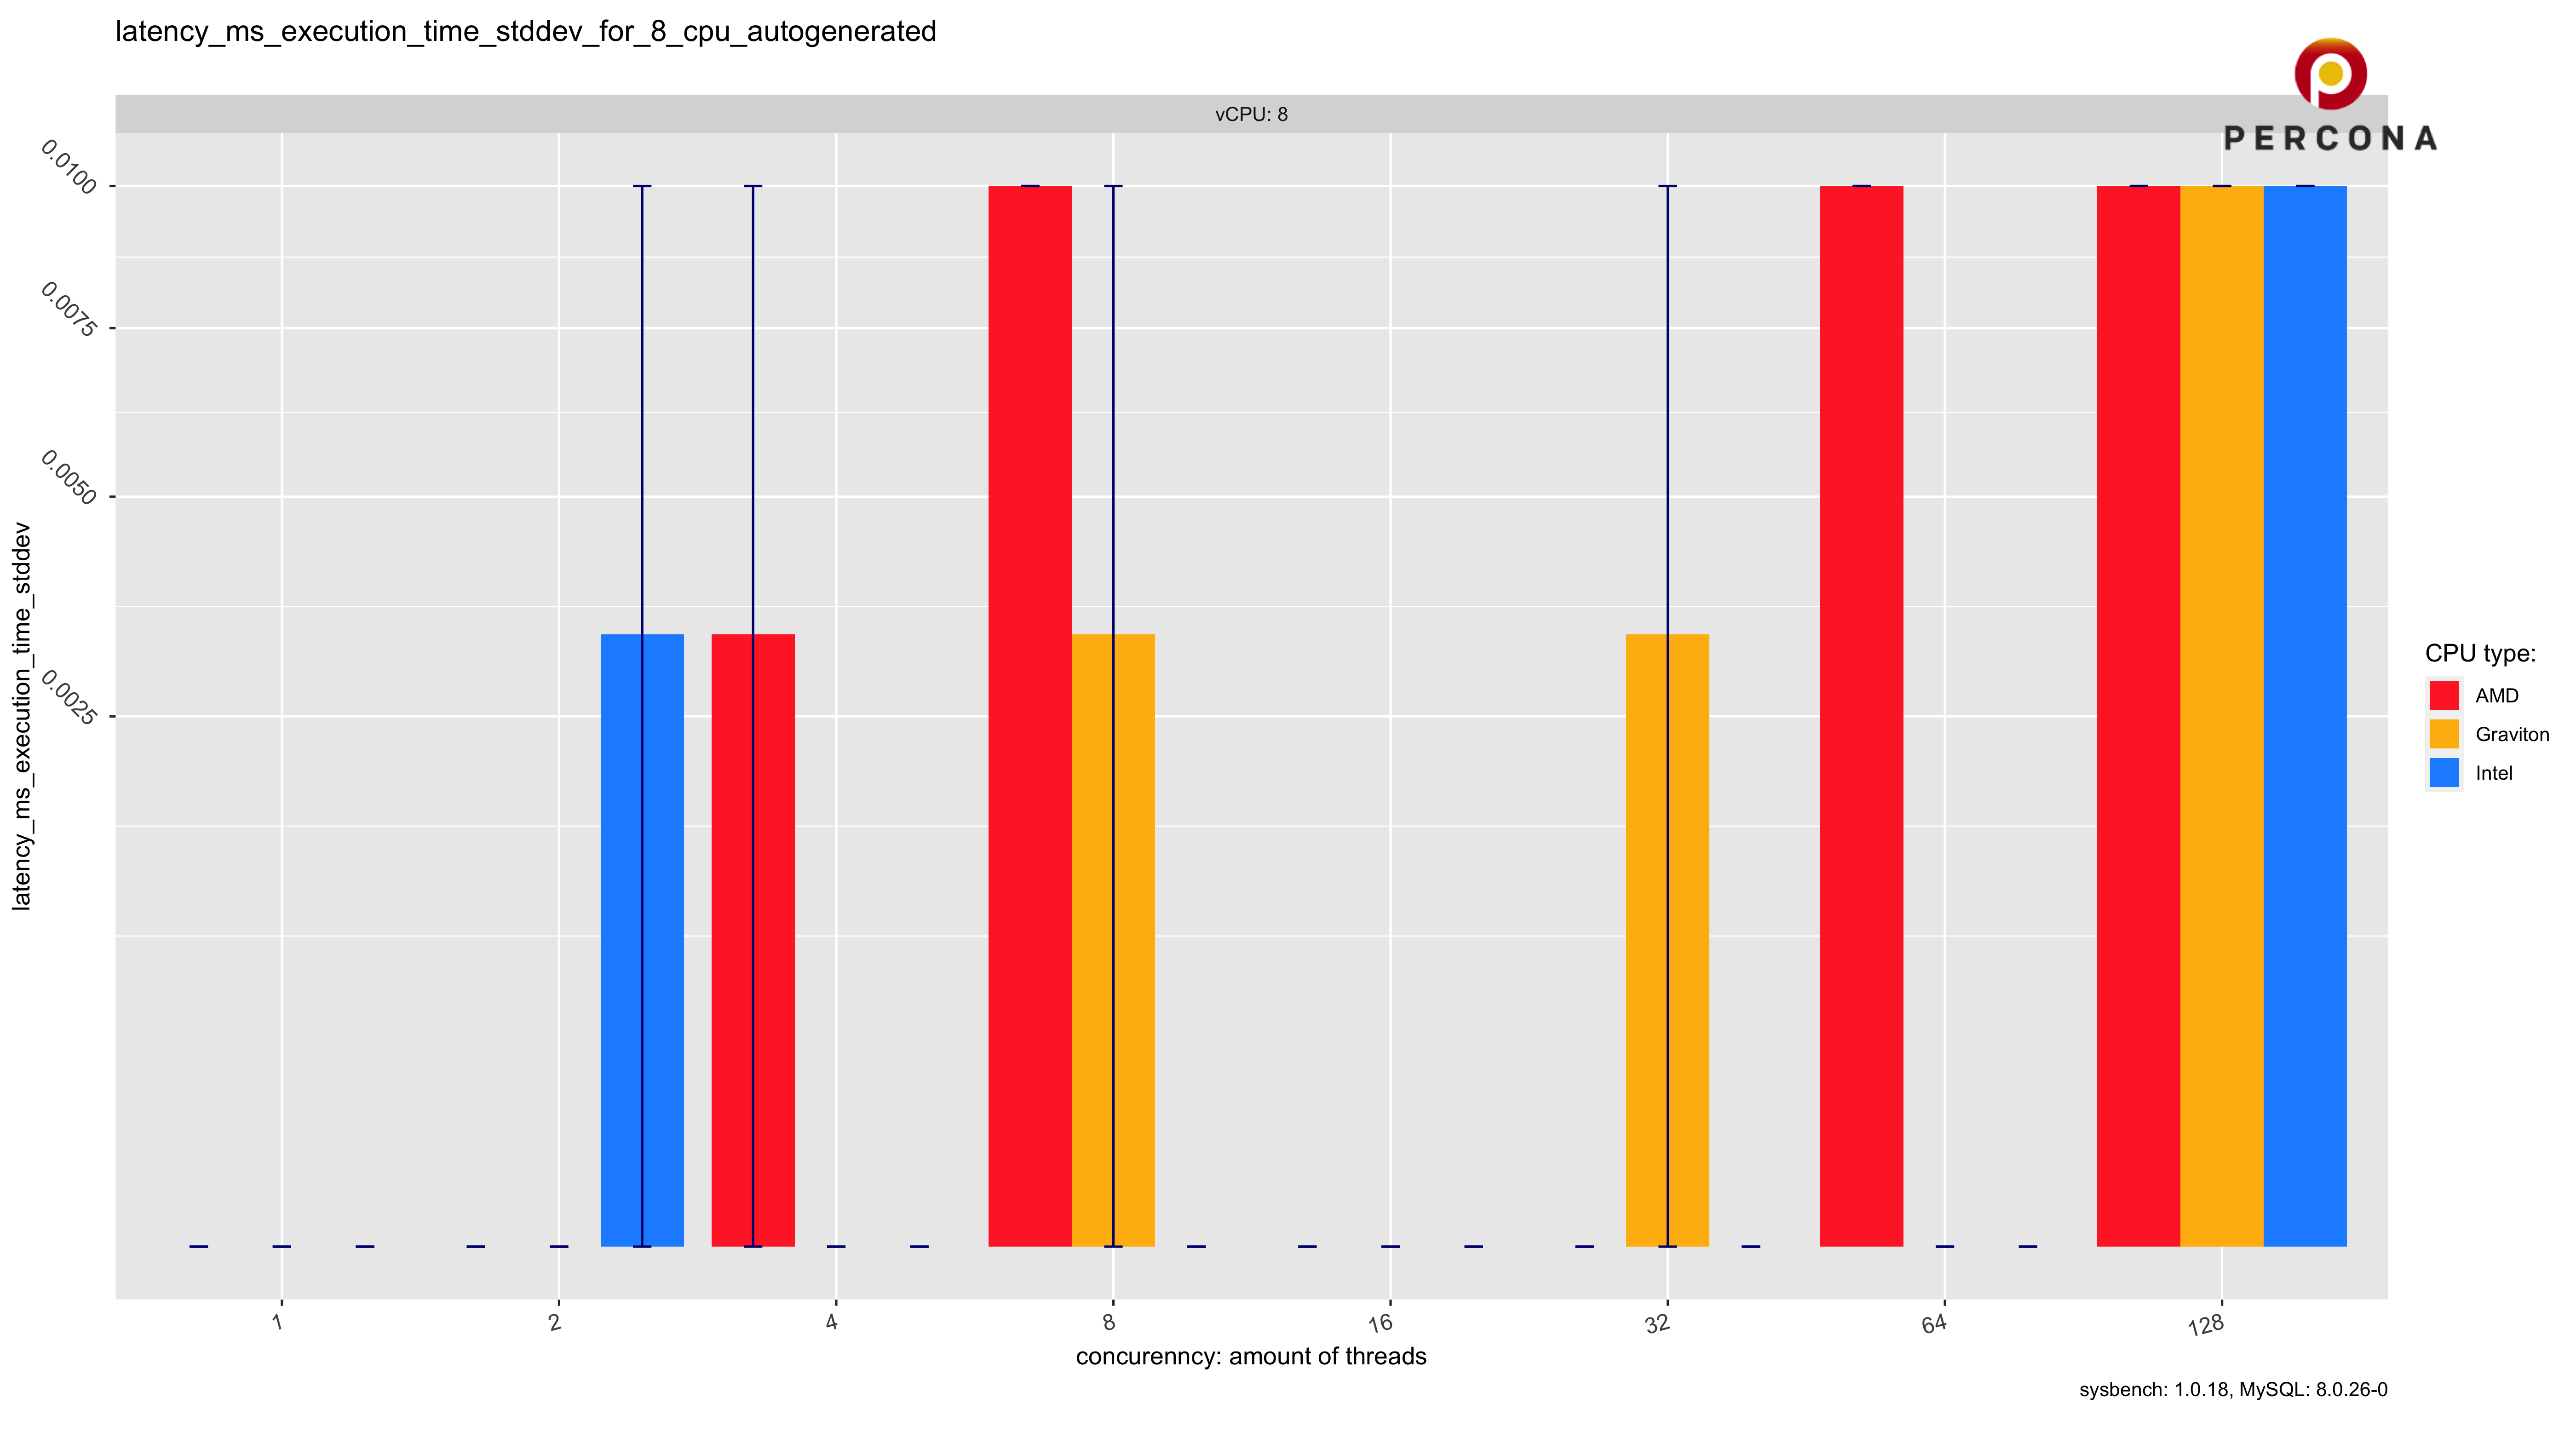 latency_ms_execution_time_stddev_for_8_cpu_autogenerated
PERCONA
vCPU: 8
0.0100
0.0075
0.0050
0.0025
latency_ms_execution_time_stddev
CPU type:
AMD
Graviton
Intel
1 2 4 8 16 32 64 128
concurenncy: amount of threads
sysbench: 1.0.18, MySQL: 8.0.26-0